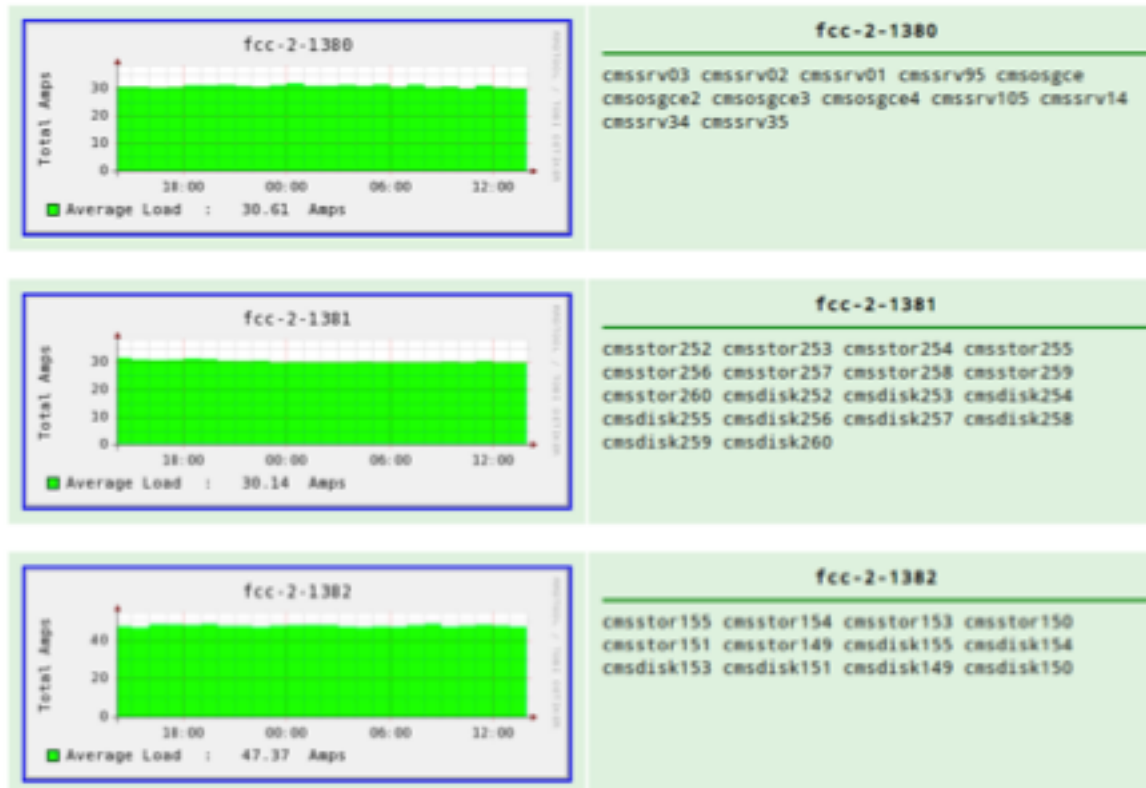 fcc-2-1380
Total Amps
30
20
10
0
18:00 00:00 06:00 12:00
Average Load : 30.61 Amps
fcc-2-1380
cmssrv03 cmssrv02 cmssrv01 cmssrv95 cmsosgce
cmsosgce2 cmsosgce3 cmsosgce4 cmssrv105 cmssrv14
cmssrv34 cmssrv35
fcc-2-1381
Total Amps
30
20
10
0
18:00 00:00 06:00 12:00
Average Load : 30.14 Amps
fcc-2-1381
cmsstor252 cmsstor253 cmsstor254 cmsstor255
cmsstor256 cmsstor257 cmsstor258 cmsstor259
cmsstor260 cmsdisk252 cmsdisk253 cmsdisk254
cmsdisk255 cmsdisk256 cmsdisk257 cmsdisk258
cmsdisk259 cmsdisk260
fcc-2-1382
Total Amps
40
20
0
18:00 00:00 06:00 12:00
Average Load : 47.37 Amps
fcc-2-1382
cmsstor155 cmsstor154 cmsstor153 cmsstor150
cmsstor151 cmsstor149 cmsdisk155 cmsdisk154
cmsdisk153 cmsdisk151 cmsdisk149 cmsdisk150